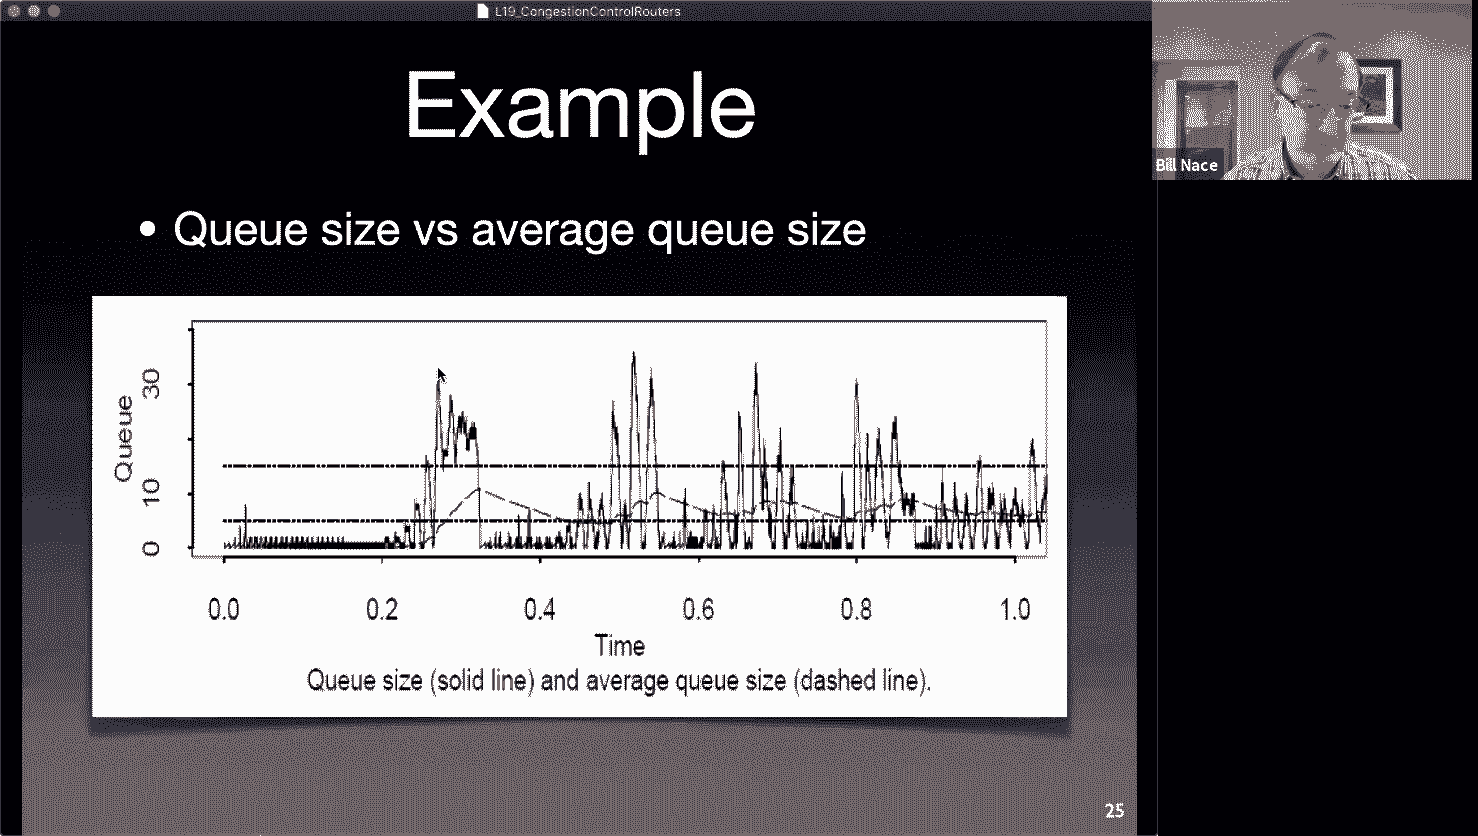 L19_CongestionControlRouters
Example
Bill Nace
• Queue size vs average queue size
Queue
30
10
0
0.0 0.2 0.4 0.6 0.8 1.0
Time
Queue size (solid line) and average queue size (dashed line).
25